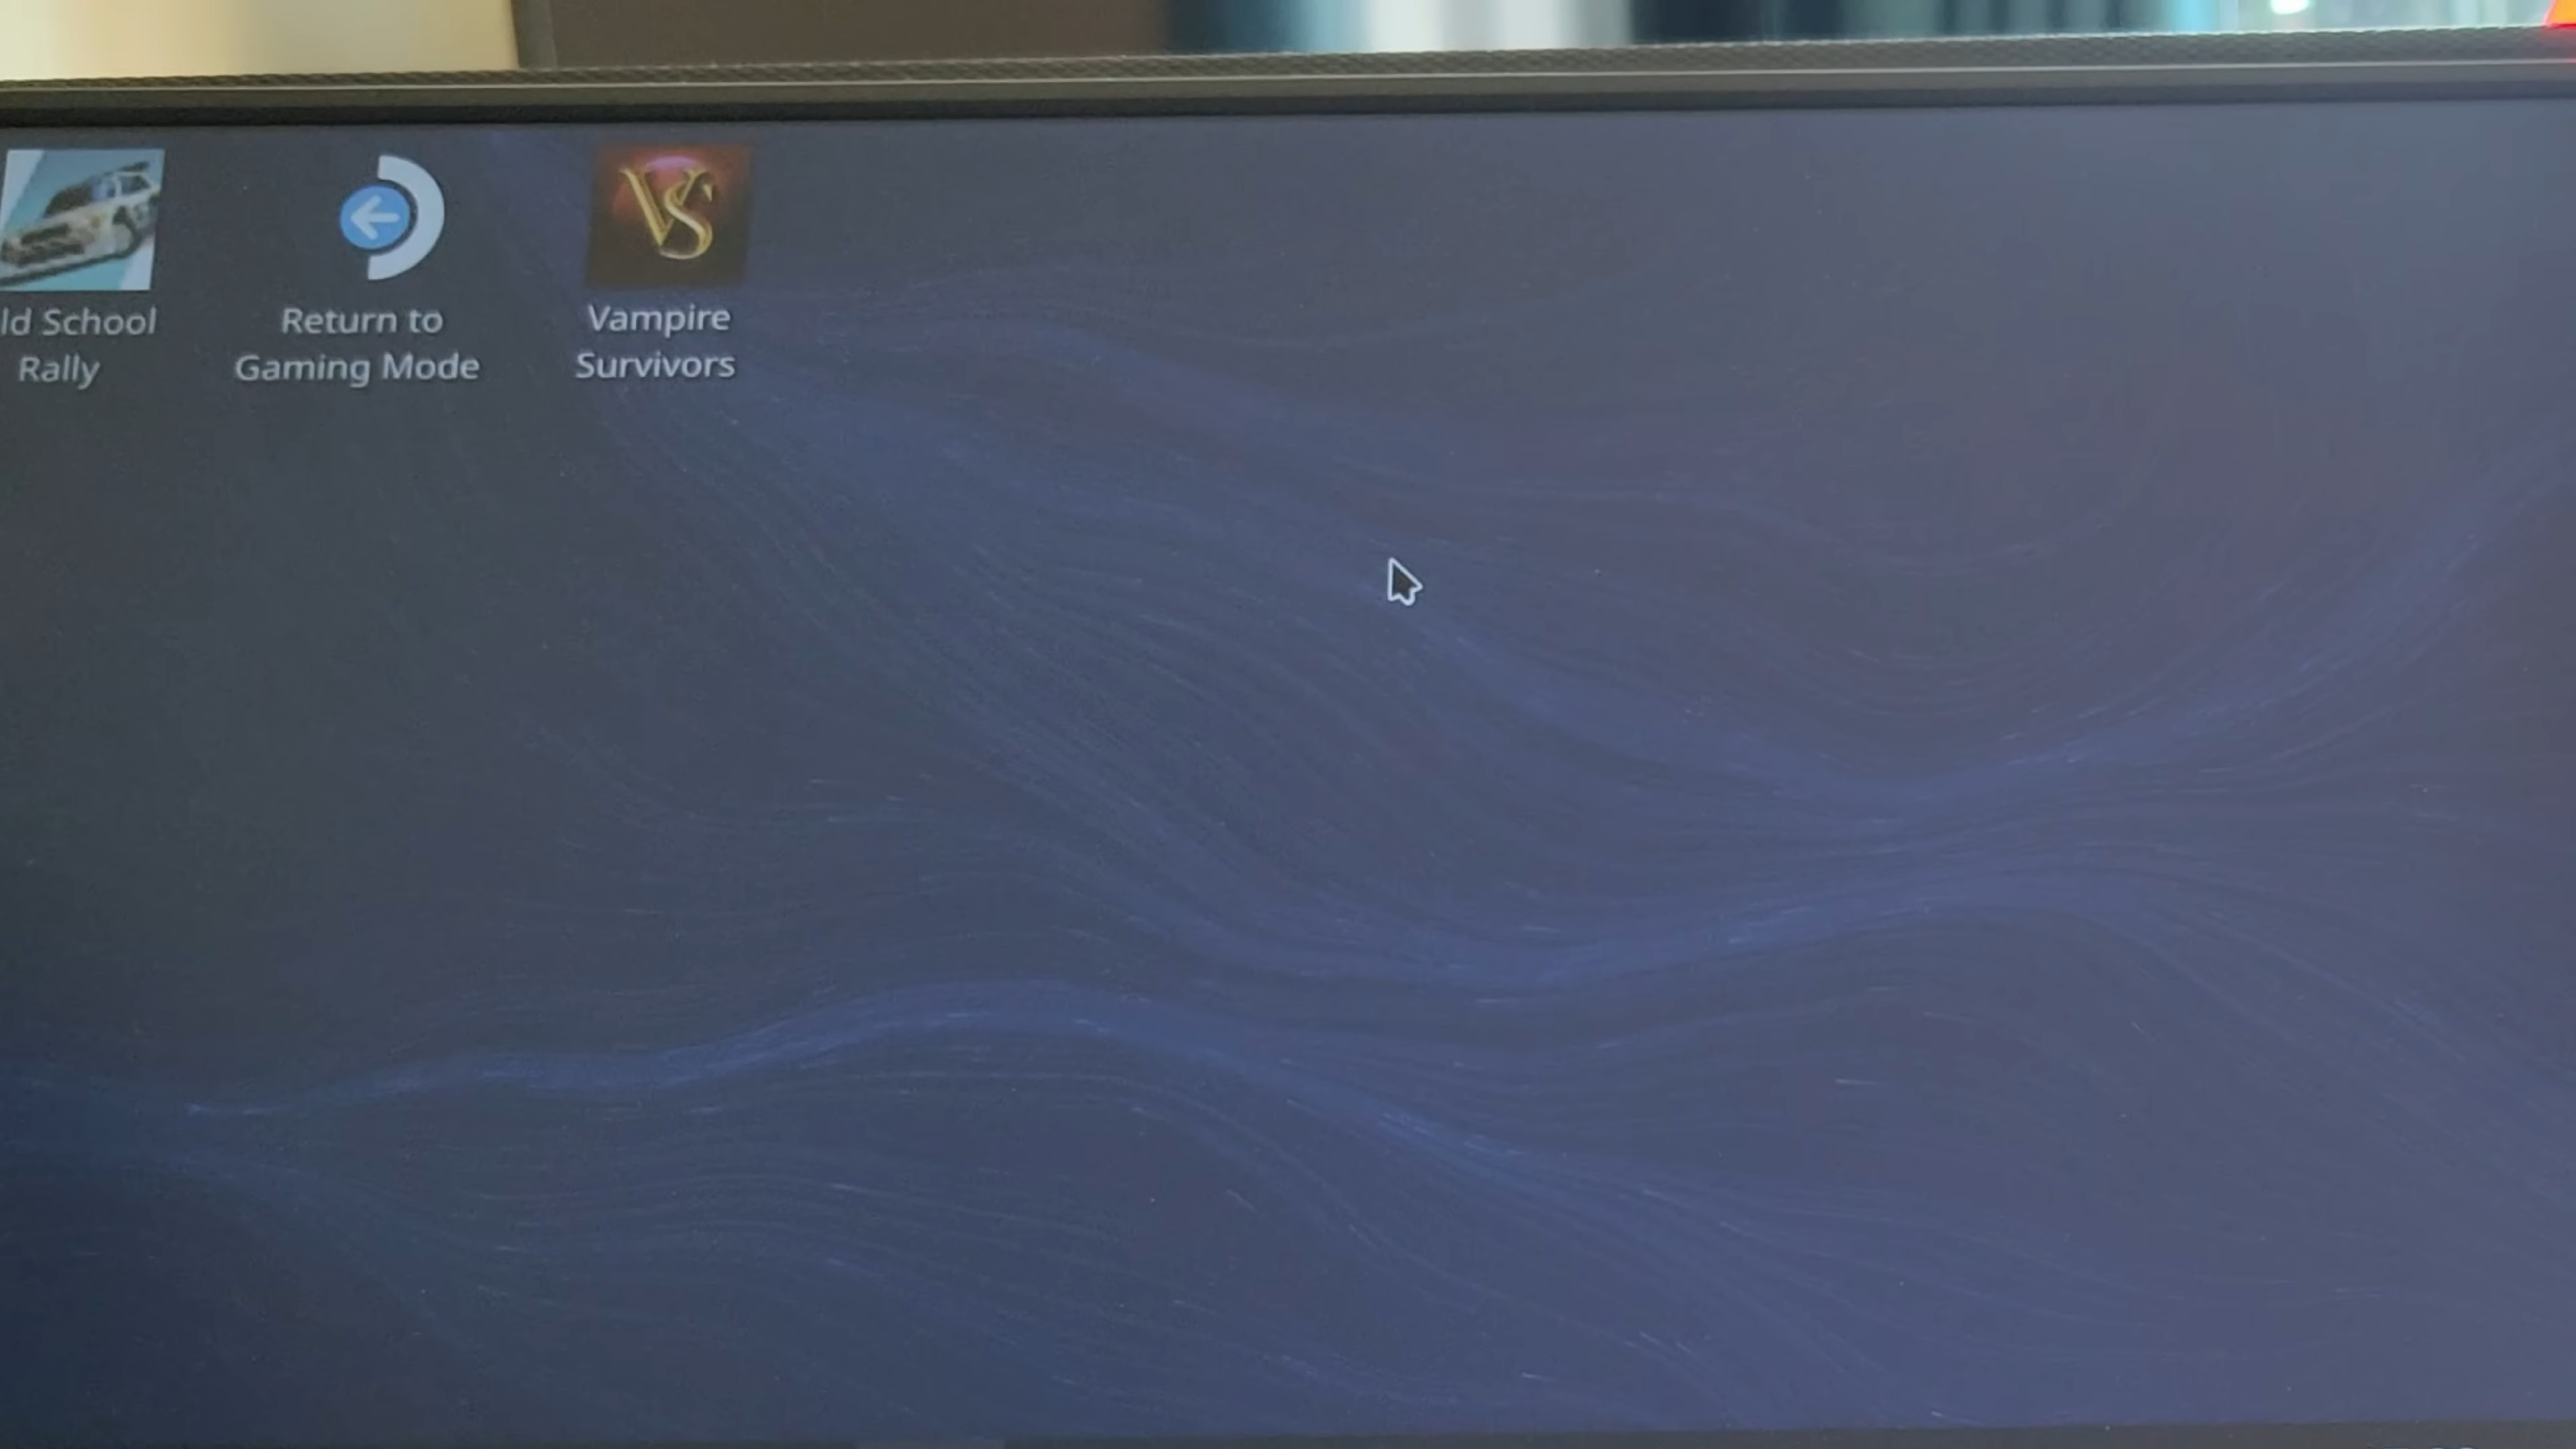 ld School
Rally
Return to
Gaming Mode
VS
Vampire
Survivors